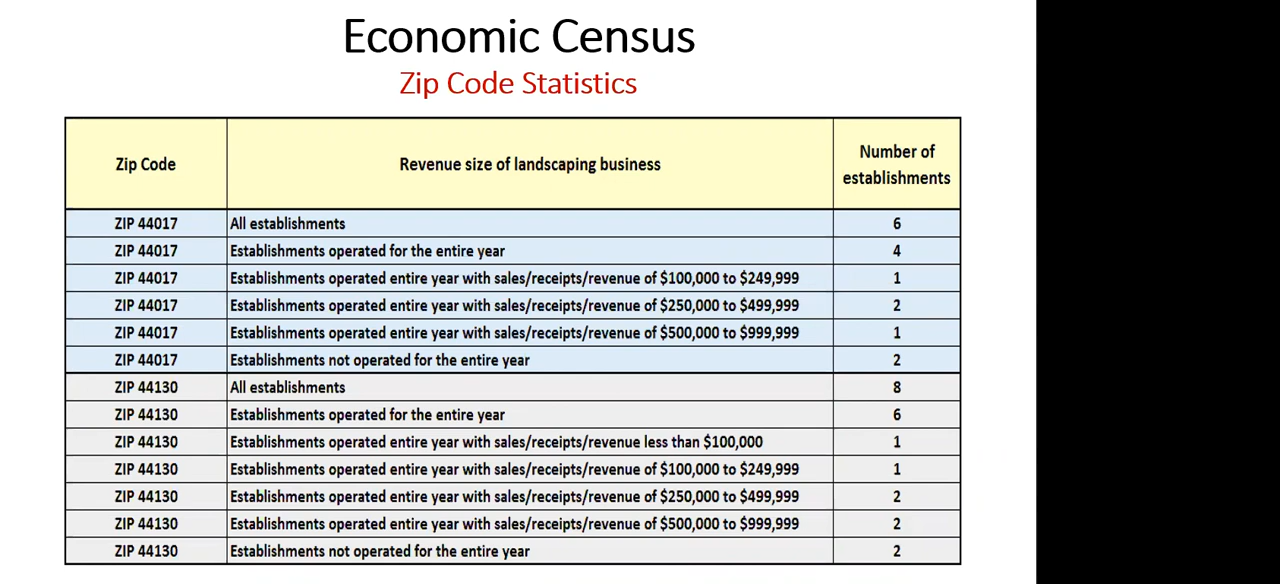 Economic Census
Zip Code Statistics
Zip Code Revenue size of landscaping business Number of establishments
ZIP 44017 All establishments 6
ZIP 44017 Establishments operated for the entire year 4
ZIP 44017 Establishments operated entire year with sales/receipts/revenue of $100,000 to $249,999 1
ZIP 44017 Establishments operated entire year with sales/receipts/revenue of $250,000 to $499,999 2
ZIP 44017 Establishments operated entire year with sales/receipts/revenue of $500,000 to $999,999 1
ZIP 44017 Establishments not operated for the entire year 2
ZIP 44130 All establishments 8
ZIP 44130 Establishments operated for the entire year 6
ZIP 44130 Establishments operated entire year with sales/receipts/revenue less than $100,000 1
ZIP 44130 Establishments operated entire year with sales/receipts/revenue of $100,000 to $249,999 1
ZIP 44130 Establishments operated entire year with sales/receipts/revenue of $250,000 to $499,999 2
ZIP 44130 Establishments operated entire year with sales/receipts/revenue of $500,000 to $999,999 2
ZIP 44130 Establishments not operated for the entire year 2